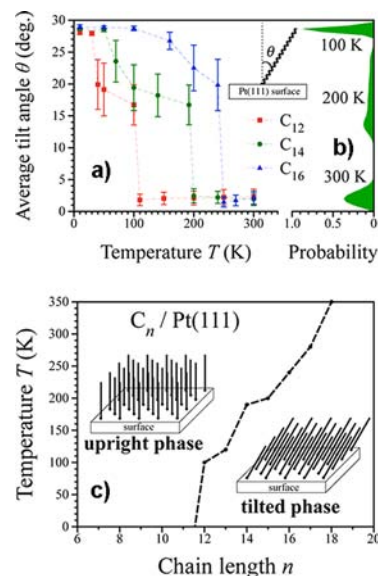 Average tilt angle θ (deg.)
30
25
20
15
10
5
0
θ
Pt(111) surface
C12
C14
C16
a)
b)
100 K
200 K
300 K
0 100 200 300
1 0.5 0
Temperature T (K)
Probability
Temperature T (K)
350
300
250
200
150
100
50
0
Cn / Pt(111)
surface
upright phase
surface
tilted phase
c)
6 8 10 12 14 16 18 20
Chain length n